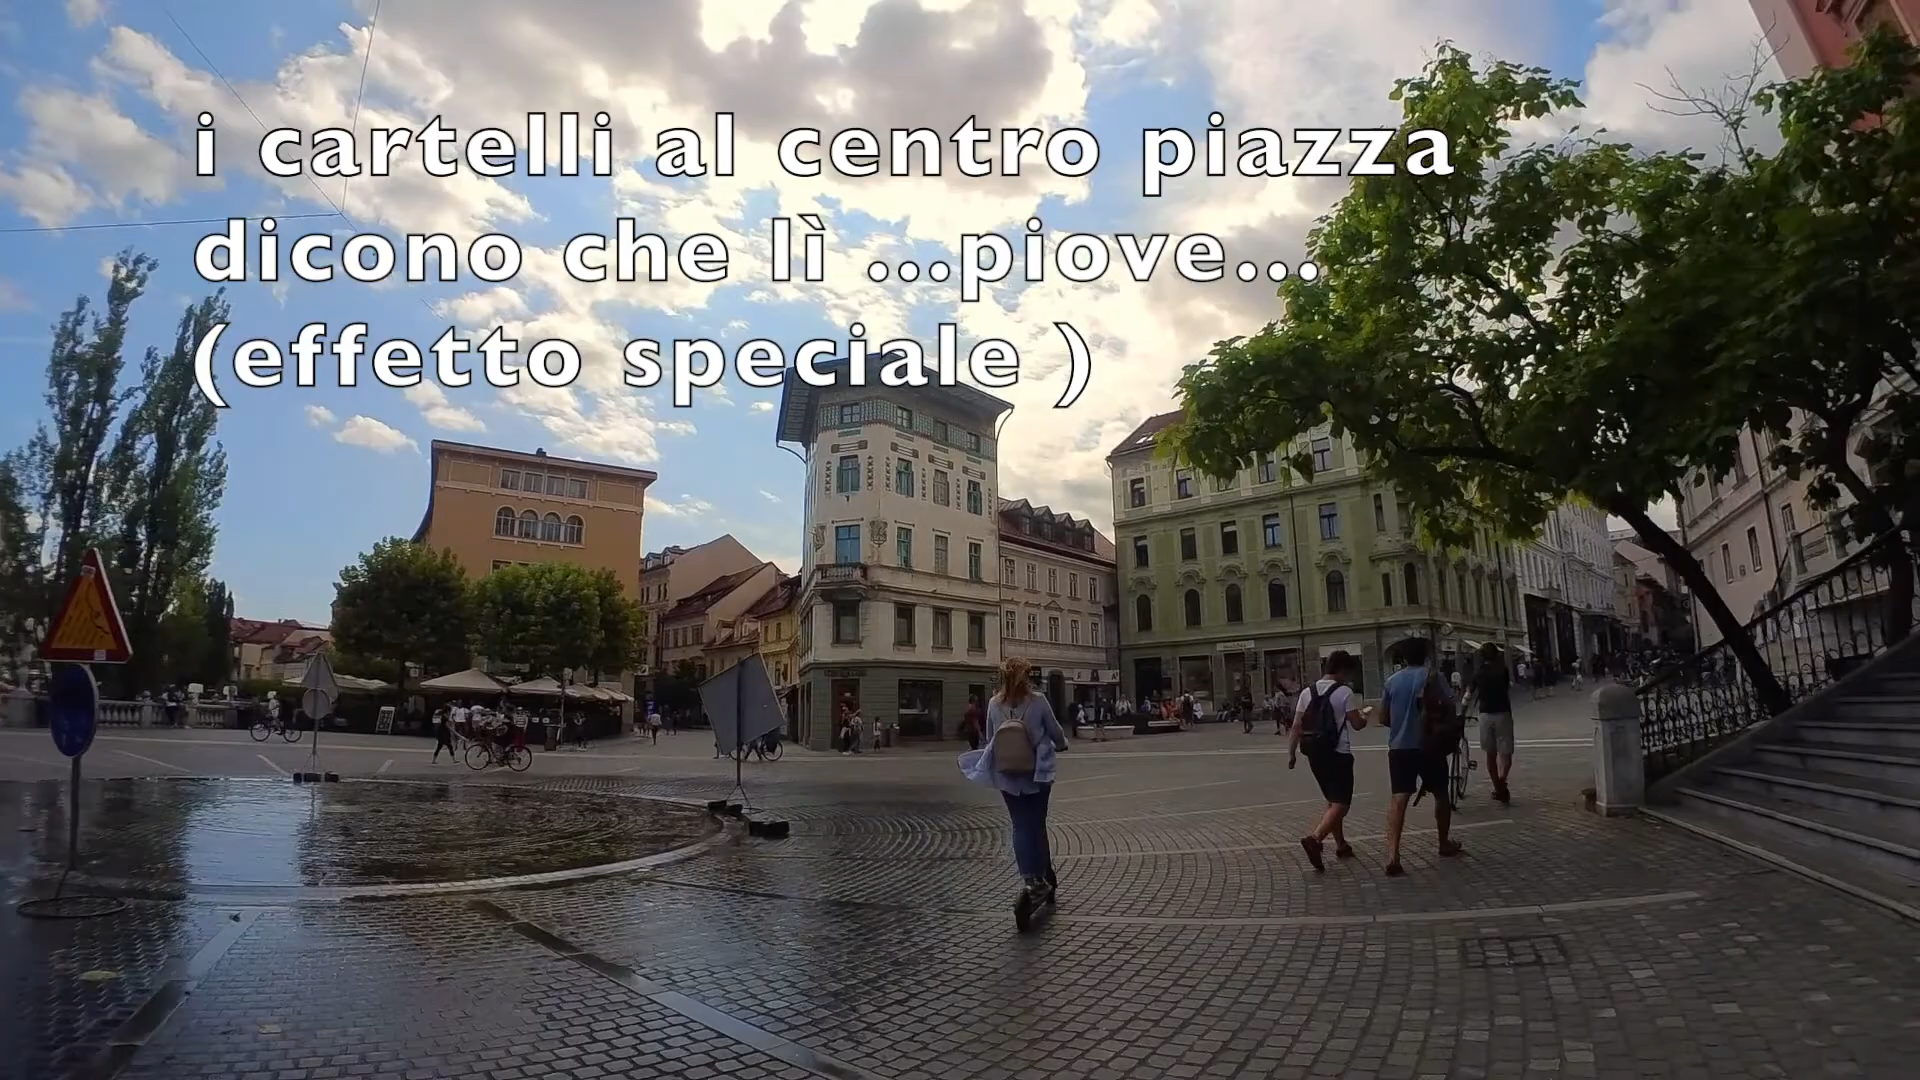 i cartelli al centro piazza
dicono che lì ...piove...
(effetto speciale )